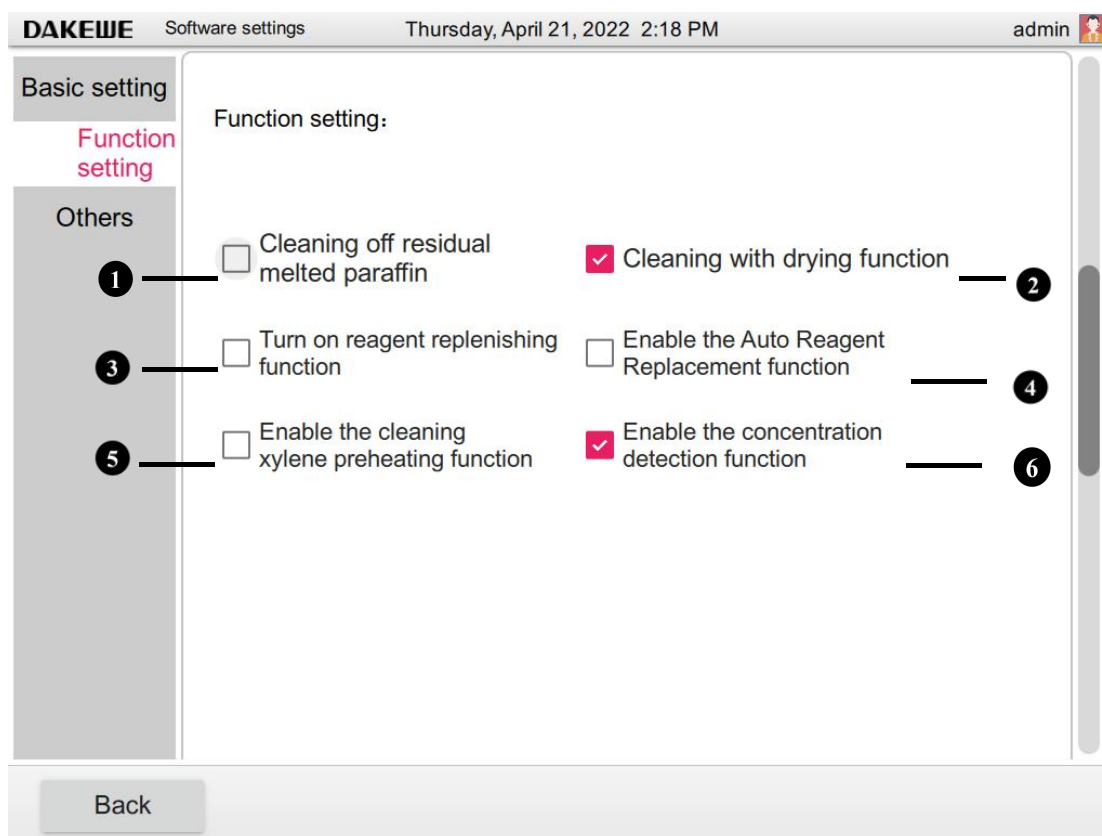 DAKEWE Software settings Thursday, April 21, 2022 2:18 PM admin
Basic setting
Function
setting
Others
Function setting：
Cleaning off residual
melted paraffin
Cleaning with drying function
1
2
Turn on reagent replenishing
function
Enable the Auto Reagent
Replacement function
3
4
Enable the cleaning
xylene preheating function
Enable the concentration
detection function
5
6
Back